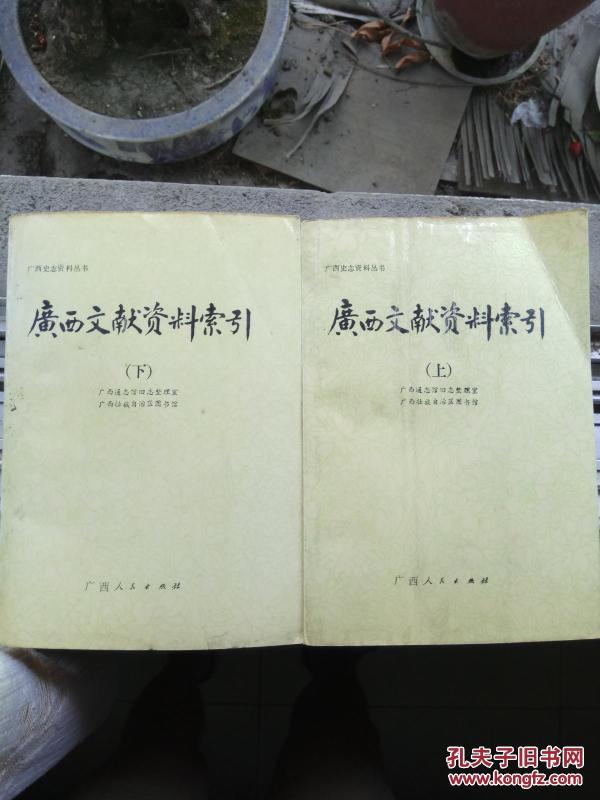 广西史志资料丛书
廣西文献资料索引
(下)
广西通志馆旧志整理室
广西壮族自治区图书馆
广西人民出版社
广西史志资料丛书
廣西文献资料索引
(上)
广西通志馆旧志整理室
广西壮族自治区图书馆
广西人民出版社
孔夫子旧书网
www.kongfz.com